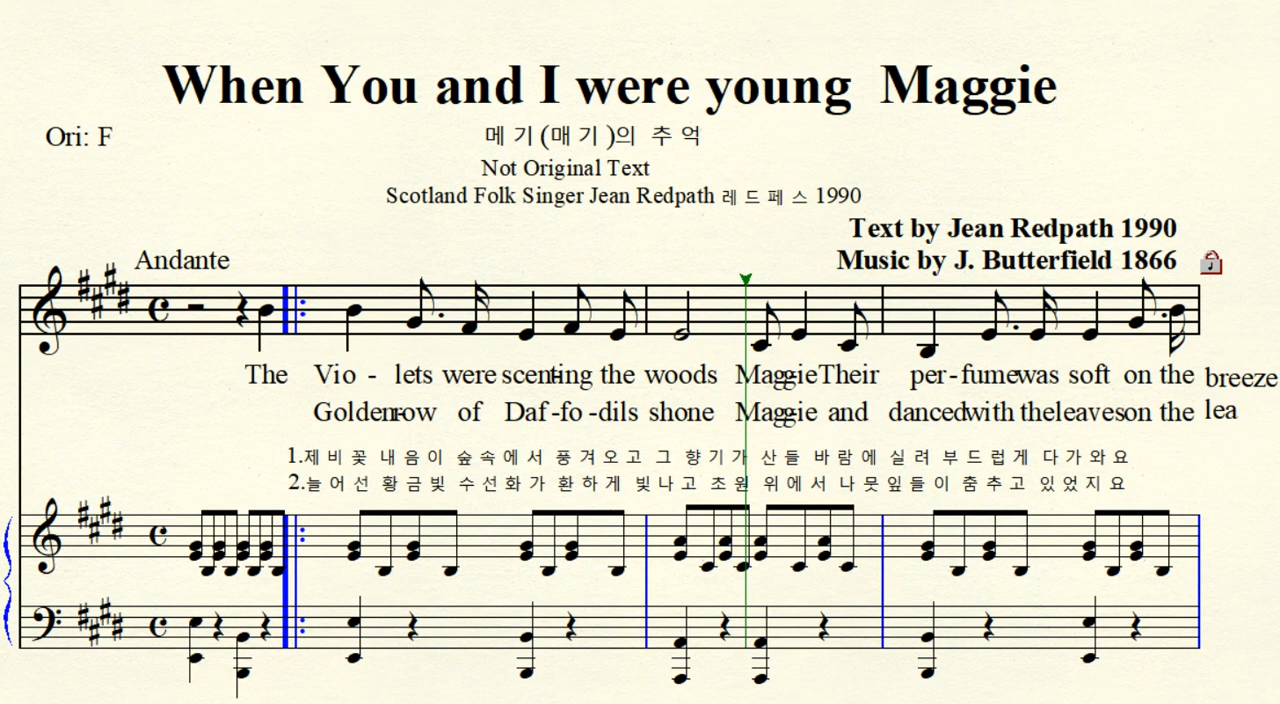 When You and I were young Maggie
Ori: F
메기(매기)의 추억
Not Original Text
Scotland Folk Singer Jean Redpath 레드페스 1990
Text by Jean Redpath 1990
Andante
Music by J. Butterfield 1866
The Vio - lets were scent-ing the woods Mag-gie Their per - fume was soft on the breeze
Golden-row of Daf -fo -dils shone Mag-gie and danced with the leaves on the lea
1.제비꽃 내음이 숲속에서 풍겨오고 그 향기가 산들 바람에 실려 부드럽게 다가와요
2.늘어선 황금빛 수선화가 환하게 빛나고 초원 위에서 나뭇잎들이 춤추고 있었지요